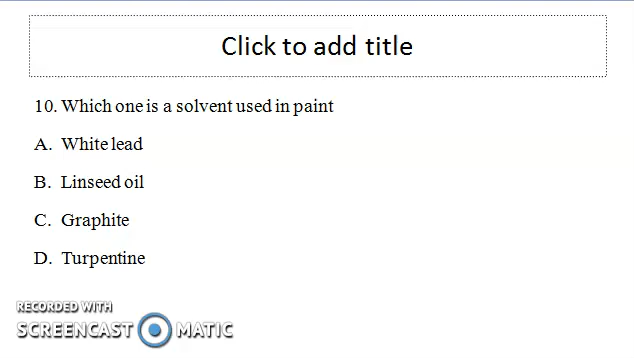 Click to add title
10. Which one is a solvent used in paint
A. White lead
B. Linseed oil
C. Graphite
D. Turpentine
RECORDED WITH
SCREENCAST MATIC